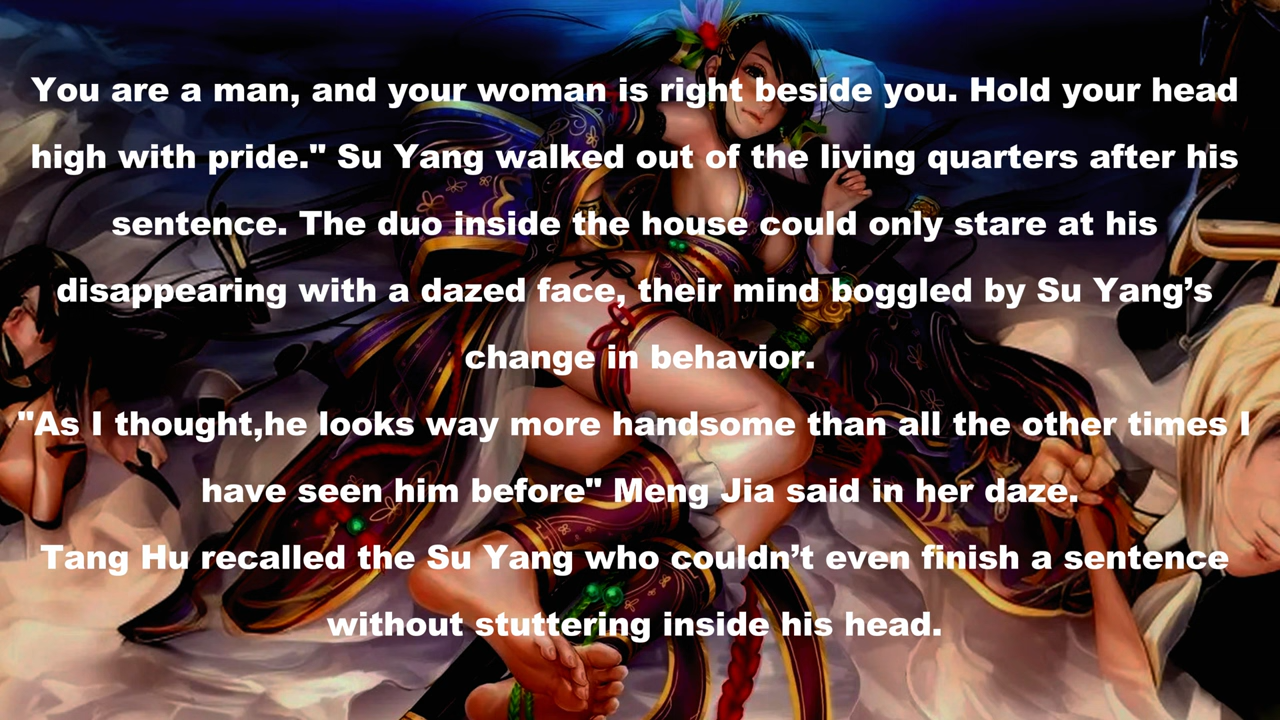 You are a man, and your woman is right beside you. Hold your head
high with pride." Su Yang walked out of the living quarters after his
sentence. The duo inside the house could only stare at his
disappearing with a dazed face, their mind boggled by Su Yang’s
change in behavior.
"As I thought,he looks way more handsome than all the other times I
have seen him before" Meng Jia said in her daze.
Tang Hu recalled the Su Yang who couldn’t even finish a sentence
without stuttering inside his head.